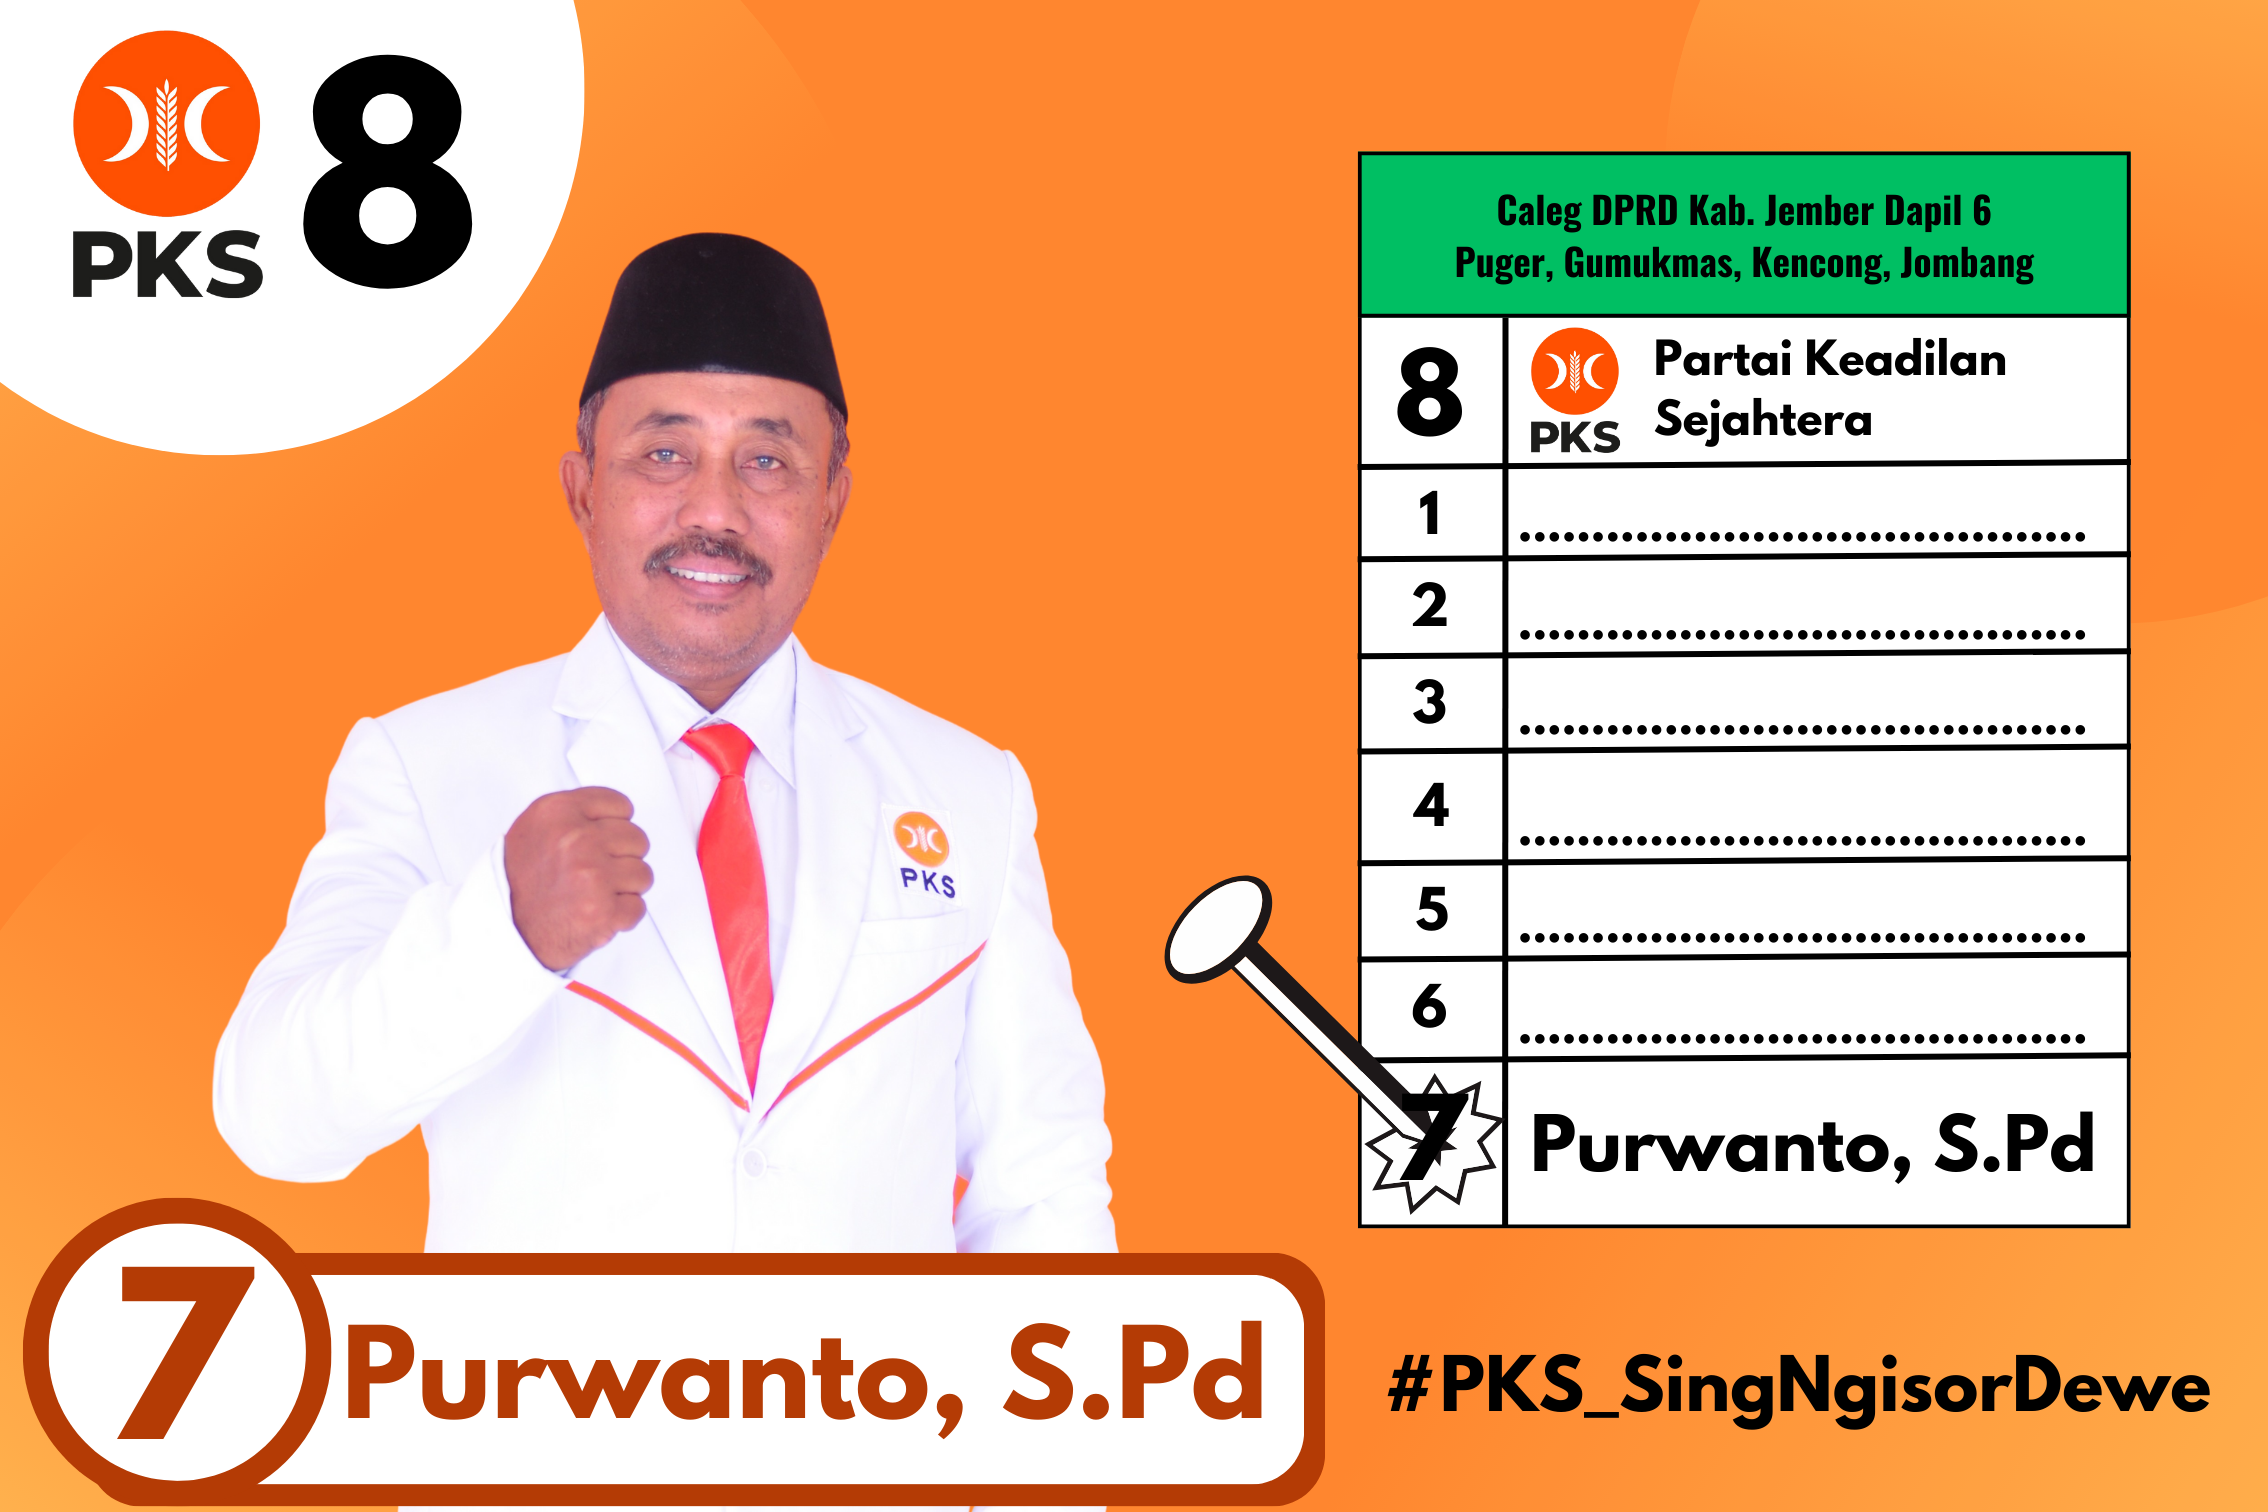 PKS 8
PKS
Caleg DPRD Kab. Jember Dapil 6
Puger, Gumukmas, Kencong, Jombang
8 PKS Partai Keadilan
Sejahtera
1 .......................................
2 .......................................
3 .......................................
4 .......................................
5 .......................................
6 .......................................
7 Purwanto, S.Pd
7 Purwanto, S.Pd
#PKS_SingNgisorDewe